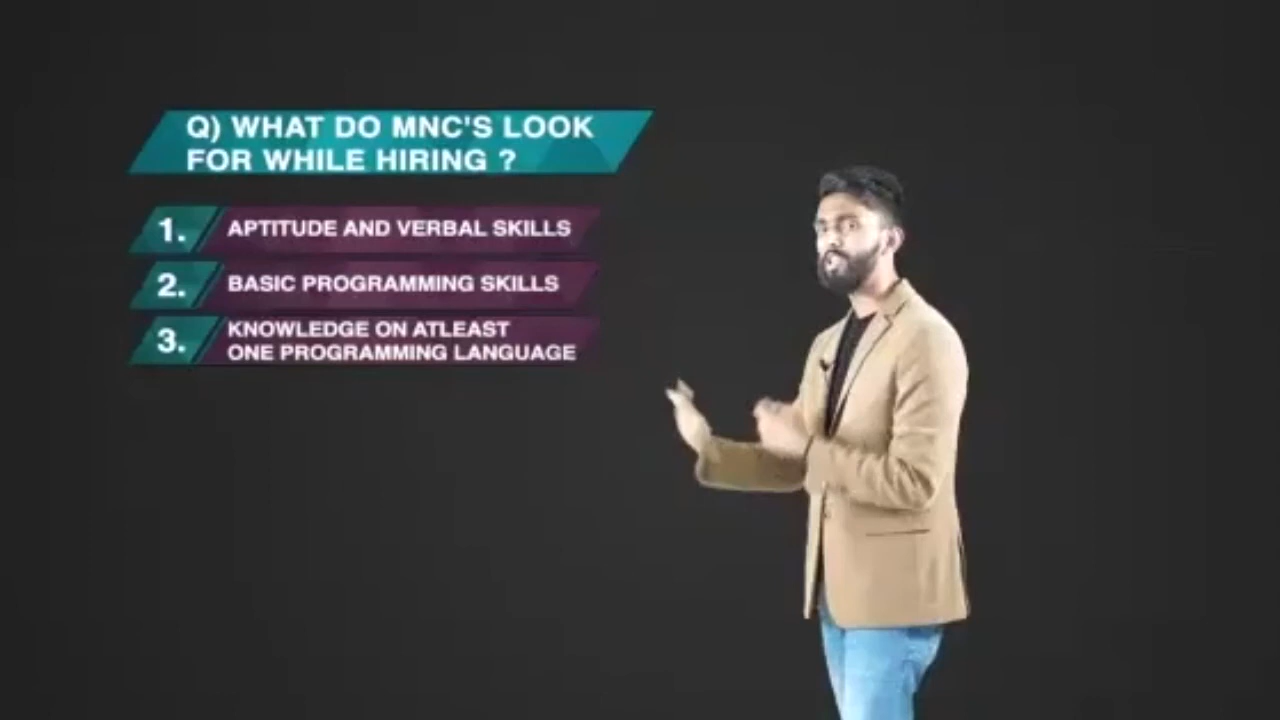 Q) WHAT DO MNC'S LOOK
FOR WHILE HIRING ?
1. APTITUDE AND VERBAL SKILLS
2. BASIC PROGRAMMING SKILLS
3. KNOWLEDGE ON ATLEAST
ONE PROGRAMMING LANGUAGE